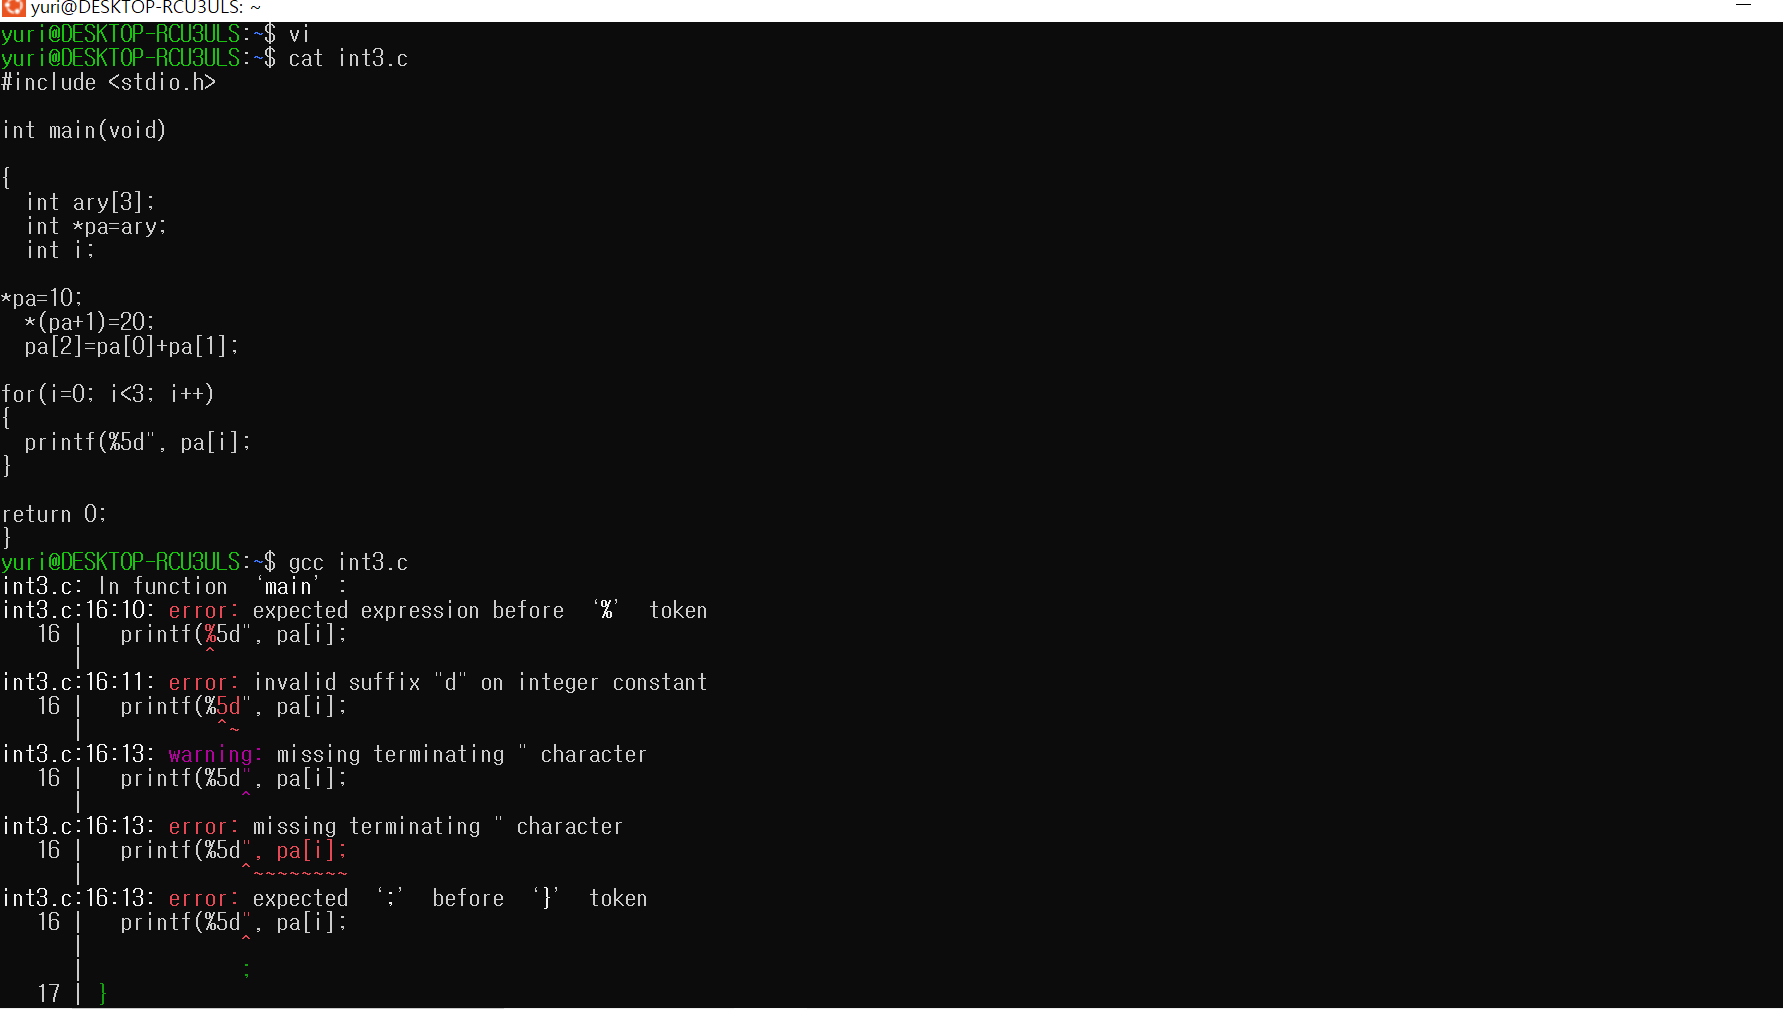 yuri@DESKTOP-RCU3ULS: ~
yuri@DESKTOP-RCU3ULS:~$ vi
yuri@DESKTOP-RCU3ULS:~$ cat int3.c
#include <stdio.h>

int main(void)

{
  int ary[3];
  int *pa=ary;
  int i;

*pa=10;
  *(pa+1)=20;
  pa[2]=pa[0]+pa[1];

for(i=0; i<3; i++)
{
  printf(%5d", pa[i];
}

return 0;
}
yuri@DESKTOP-RCU3ULS:~$ gcc int3.c
int3.c: In function ‘main’:
int3.c:16:10: error: expected expression before ‘%’ token
   16 |   printf(%5d", pa[i];
      |          ^
int3.c:16:11: error: invalid suffix "d" on integer constant
   16 |   printf(%5d", pa[i];
      |           ^~
int3.c:16:13: warning: missing terminating " character
   16 |   printf(%5d", pa[i];
      |             ^
int3.c:16:13: error: missing terminating " character
   16 |   printf(%5d", pa[i];
      |             ^~~~~~~~
int3.c:16:13: error: expected ‘;’ before ‘}’ token
   16 |   printf(%5d", pa[i];
      |             ^
      |             ;
   17 | }